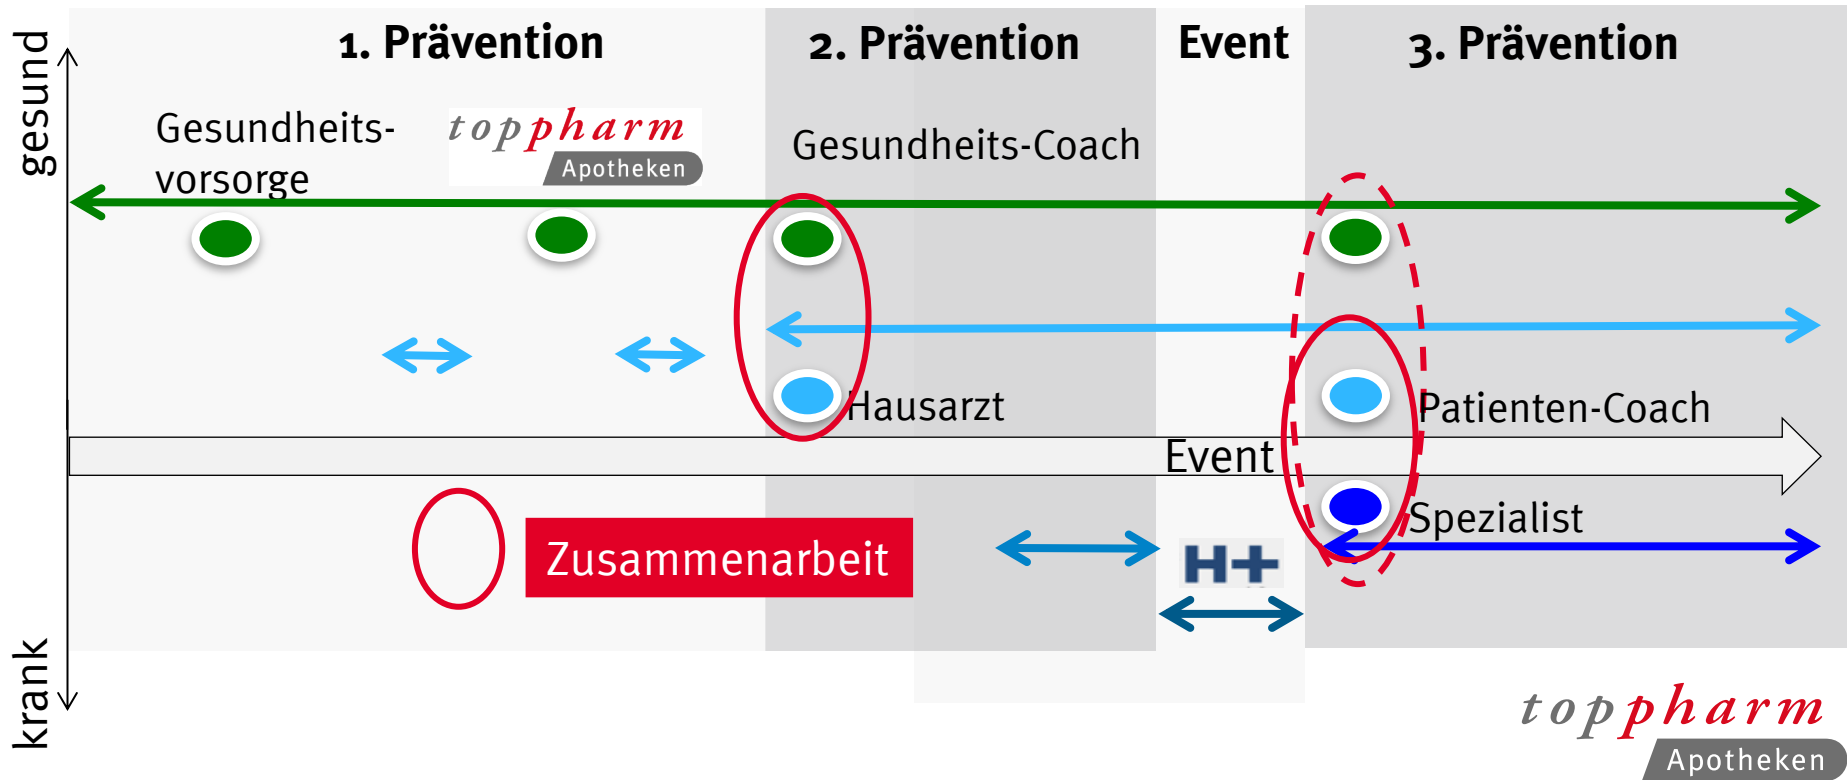 1. Prävention
2. Prävention
Event
3. Prävention
gesund
Gesundheits-
vorsorge
toppharm
Apotheken
Gesundheits-Coach
Hausarzt
Patienten-Coach
Event
Spezialist
Zusammenarbeit
H+
krank
toppharm
Apotheken